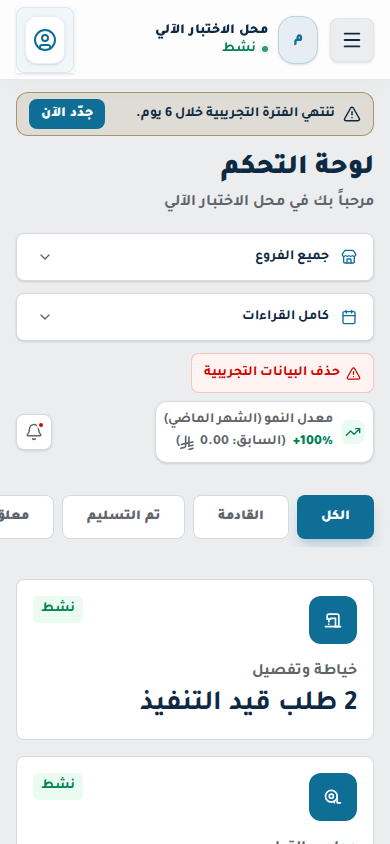 محل الاختبار الآلي
نشط
م
تنتهي الفترة التجريبية خلال 6 يوم.
جدّد الآن
لوحة التحكم
مرحباً بك في محل الاختبار الآلي
جميع الفروع
كامل القراءات
حذف البيانات التجريبية
معدل النمو (الشهر الماضي)
+100% (السابق: 0.00 ⃁)
الكل
القادمة
تم التسليم
معلق
نشط
خياطة وتفصيل
2 طلب قيد التنفيذ
نشط